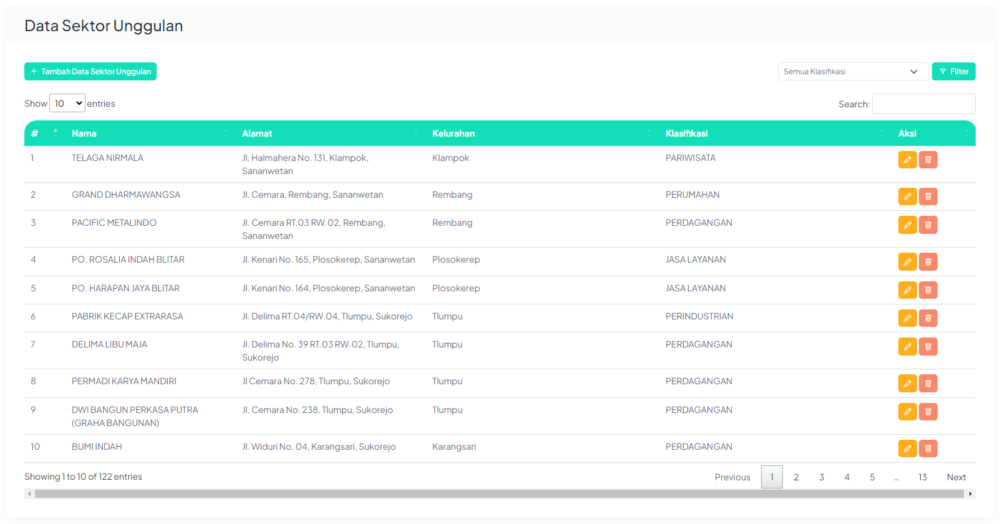 Data Sektor Unggulan
+ Tambah Data Sektor Unggulan
Semua Klasifikasi
Filter
Show 10 entries
Search:
# Nama Alamat Kelurahan Klasifikasi Aksi
1 TELAGA NIRMALA Jl. Halmahera No. 131, Klampok, Klampok PARIWISATA
Sananwetan
2 GRAND DHARMAWANGSA Jl. Cemara, Rembang, Sananwetan Rembang PERUMAHAN
3 PACIFIC METALINDO Jl. Cemara RT.03 RW.02, Rembang, Rembang PERDAGANGAN
Sananwetan
4 PO. ROSALIA INDAH BLITAR Jl. Kenari No. 165, Plosokerep, Sananwetan Plosokerep JASA LAYANAN
5 PO. HARAPAN JAYA BLITAR Jl. Kenari No. 164, Plosokerep, Sananwetan Plosokerep JASA LAYANAN
6 PABRIK KECAP EXTRARASA Jl. Delima RT.04/RW.04, Tlumpu, Sukorejo Tlumpu PERINDUSTRIAN
7 DELIMA LIBU MAJA Jl. Delima No. 39 RT.03 RW.02, Tlumpu, Tlumpu PERDAGANGAN
Sukorejo
8 PERMADI KARYA MANDIRI Jl Cemara No. 278, Tlumpu, Sukorejo Tlumpu PERDAGANGAN
9 DWI BANGUN PERKASA PUTRA Jl. Cemara No. 238, Tlumpu, Sukorejo Tlumpu PERDAGANGAN
(GRAHA BANGUNAN)
10 BUMI INDAH Jl. Widuri No. 04, Karangsari, Sukorejo Karangsari PERDAGANGAN
Showing 1 to 10 of 122 entries
Previous 1 2 3 4 5 … 13 Next